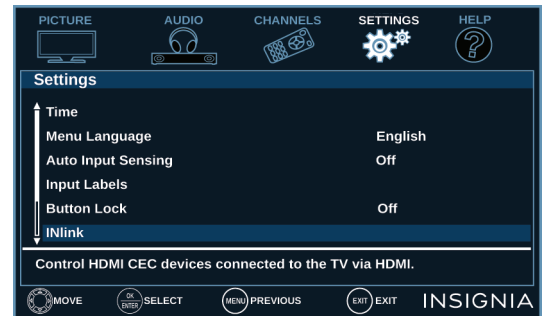 PICTURE AUDIO CHANNELS SETTINGS HELP
Settings
Time
Menu Language English
Auto Input Sensing Off
Input Labels
Button Lock Off
INlink
Control HDMI CEC devices connected to the TV via HDMI.
MOVE OK ENTER SELECT MENU PREVIOUS EXIT EXIT INSIGNIA